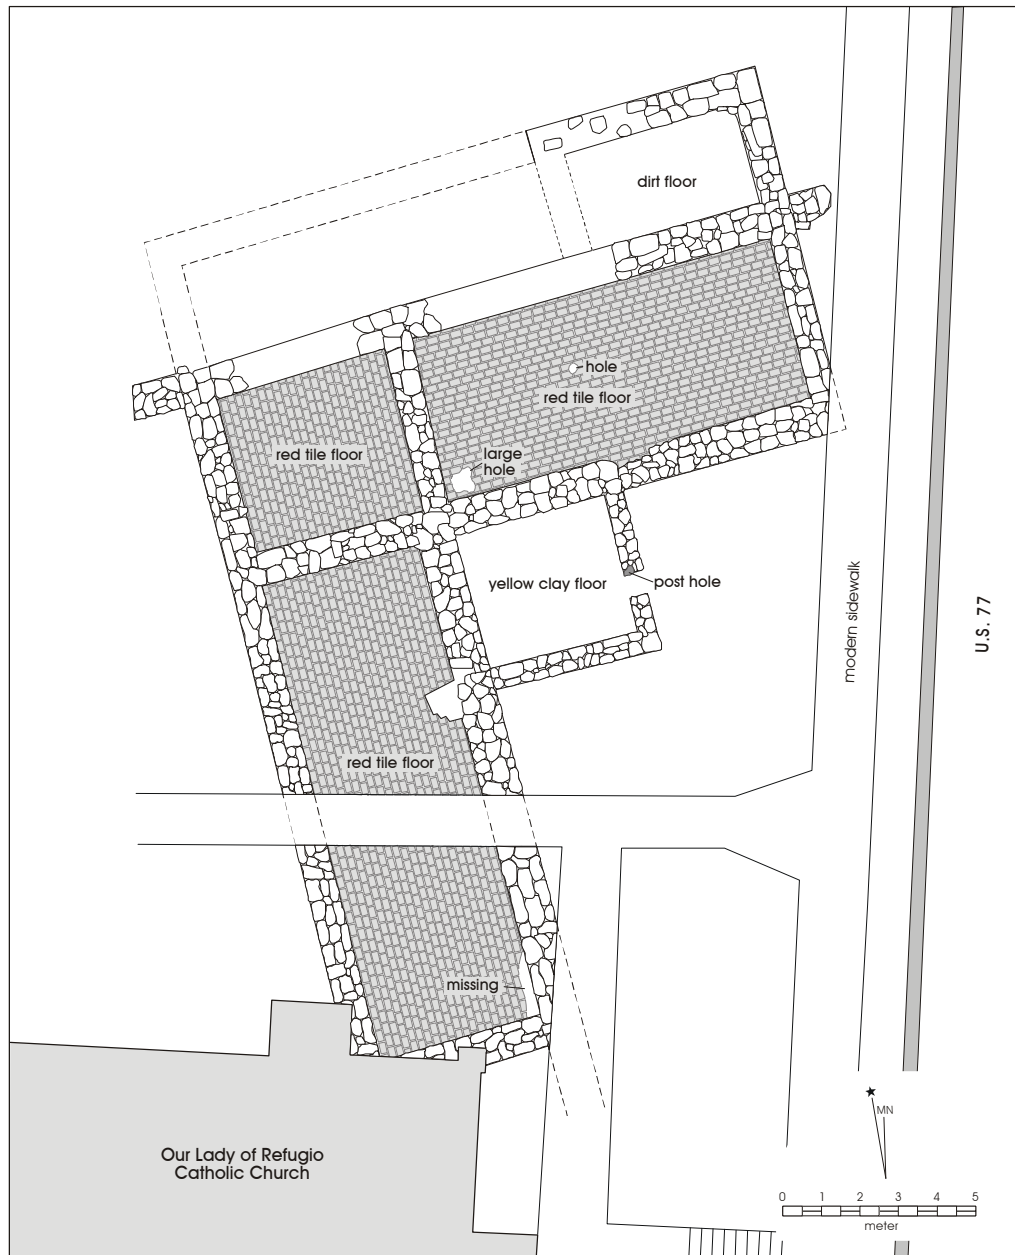 dirt floor
hole
red tile floor
large
hole
red tile floor
yellow clay floor
post hole
modern sidewalk
U.S. 77
red tile floor
missing
MN
Our Lady of Refugio
Catholic Church
0 1 2 3 4 5
meter